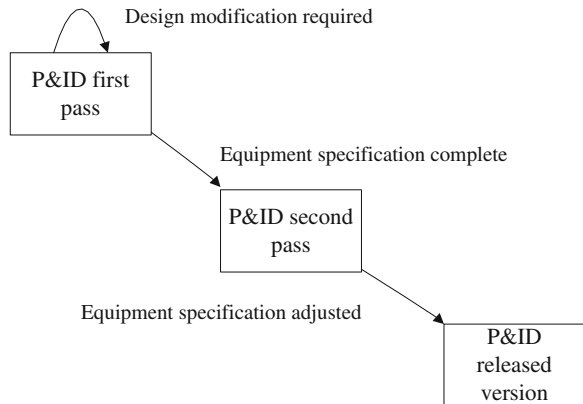 Design modification required
P&ID first
pass
Equipment specification complete
P&ID second
pass
Equipment specification adjusted
P&ID
released
version